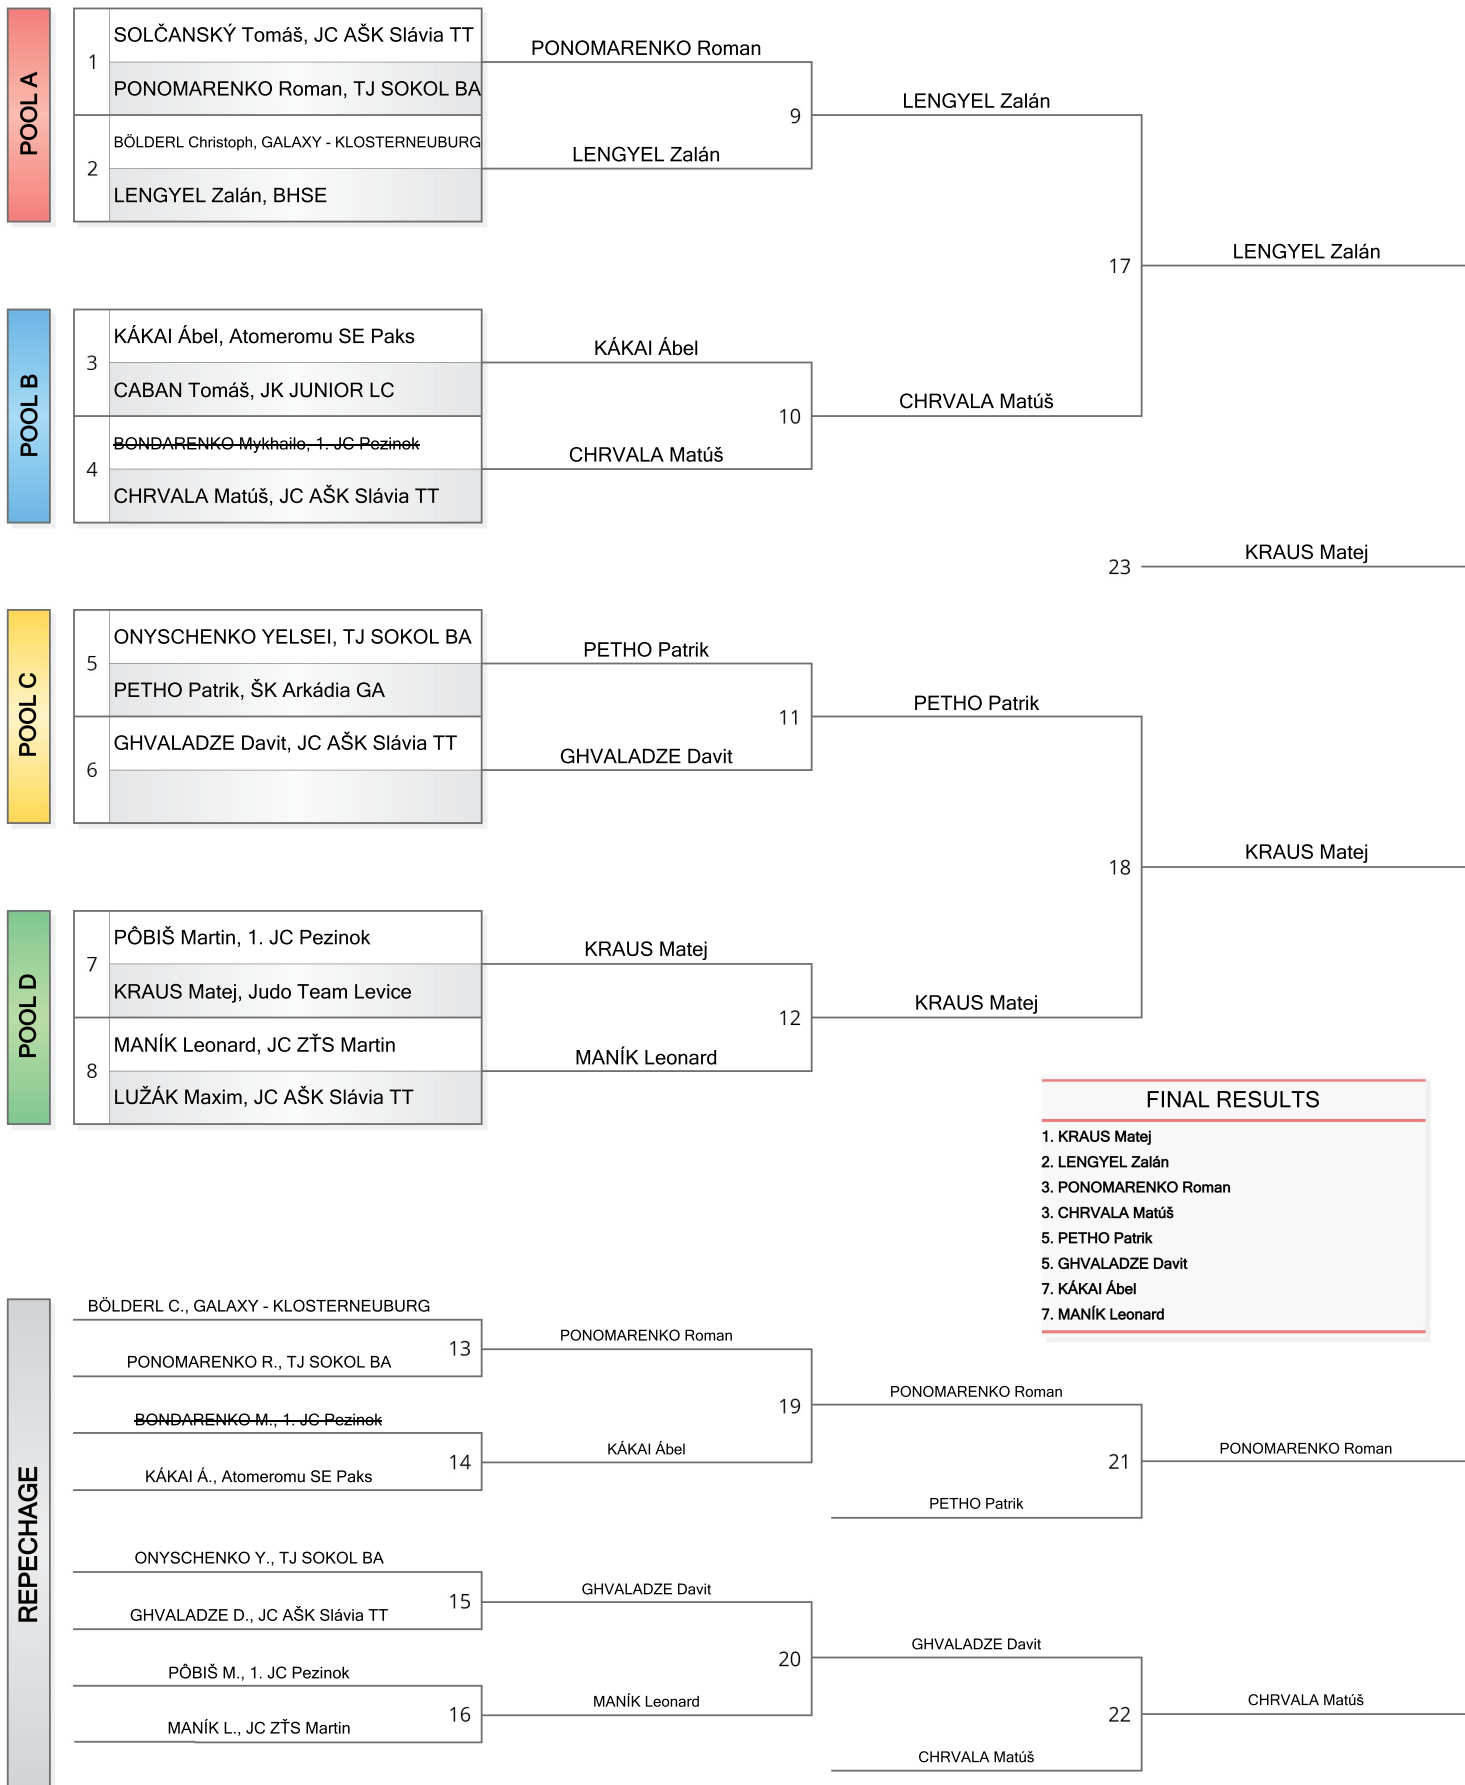 POOL A
1
SOLČANSKÝ Tomáš, JC AŠK Slávia TT
PONOMARENKO Roman, TJ SOKOL BA
2
BÖLDERL Christoph, GALAXY - KLOSTERNEUBURG
LENGYEL Zalán, BHSE
PONOMARENKO Roman
LENGYEL Zalán
9
LENGYEL Zalán
17
LENGYEL Zalán
POOL B
3
KÁKAI Ábel, Atomeromu SE Paks
CABAN Tomáš, JK JUNIOR LC
4
BONDARENKO Mykhailo, 1. JC Pezinok
CHRVALA Matúš, JC AŠK Slávia TT
KÁKAI Ábel
CHRVALA Matúš
10
CHRVALA Matúš
23
KRAUS Matej
POOL C
5
ONYSCHENKO YELSEI, TJ SOKOL BA
PETHO Patrik, ŠK Arkádia GA
6
GHVALADZE Davit, JC AŠK Slávia TT
PETHO Patrik
GHVALADZE Davit
11
PETHO Patrik
18
KRAUS Matej
POOL D
7
PÔBIŠ Martin, 1. JC Pezinok
KRAUS Matej, Judo Team Levice
8
MANÍK Leonard, JC ZŤS Martin
LUŽÁK Maxim, JC AŠK Slávia TT
KRAUS Matej
MANÍK Leonard
12
KRAUS Matej
FINAL RESULTS
1. KRAUS Matej
2. LENGYEL Zalán
3. PONOMARENKO Roman
3. CHRVALA Matúš
5. PETHO Patrik
5. GHVALADZE Davit
7. KÁKAI Ábel
7. MANÍK Leonard
REPECHAGE
BÖLDERL C., GALAXY - KLOSTERNEUBURG
13
PONOMARENKO R., TJ SOKOL BA
BONDARENKO M., 1. JC Pezinok
14
KÁKAI Á., Atomeromu SE Paks
PONOMARENKO Roman
19
KÁKAI Ábel
PONOMARENKO Roman
21
PETHO Patrik
PONOMARENKO Roman
ONYSCHENKO Y., TJ SOKOL BA
15
GHVALADZE D., JC AŠK Slávia TT
PÔBIŠ M., 1. JC Pezinok
16
MANÍK L., JC ZŤS Martin
GHVALADZE Davit
20
MANÍK Leonard
GHVALADZE Davit
22
CHRVALA Matúš
CHRVALA Matúš